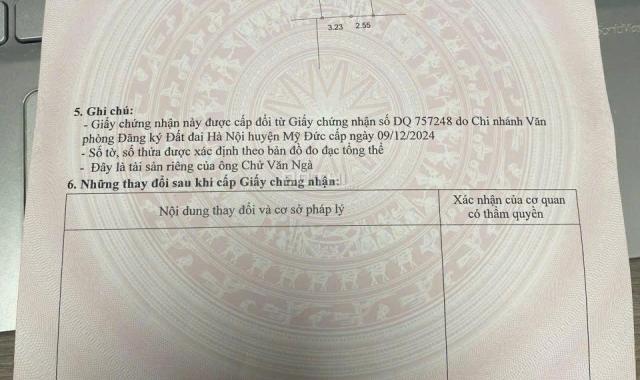 3.23 2.55
5. Ghi chú:
- Giấy chứng nhận này được cấp đổi từ Giấy chứng nhận số DQ 757248 do Chi nhánh Văn
phòng Đăng ký Đất đai Hà Nội huyện Mỹ Đức cấp ngày 09/12/2024
- Số tờ, số thửa được xác định theo bản đồ đo đạc tổng thể
- Đây là tài sản riêng của ông Chử Văn Ngà
6. Những thay đổi sau khi cấp Giấy chứng nhận:
Nội dung thay đổi và cơ sở pháp lý
Xác nhận của cơ quan
có thẩm quyền